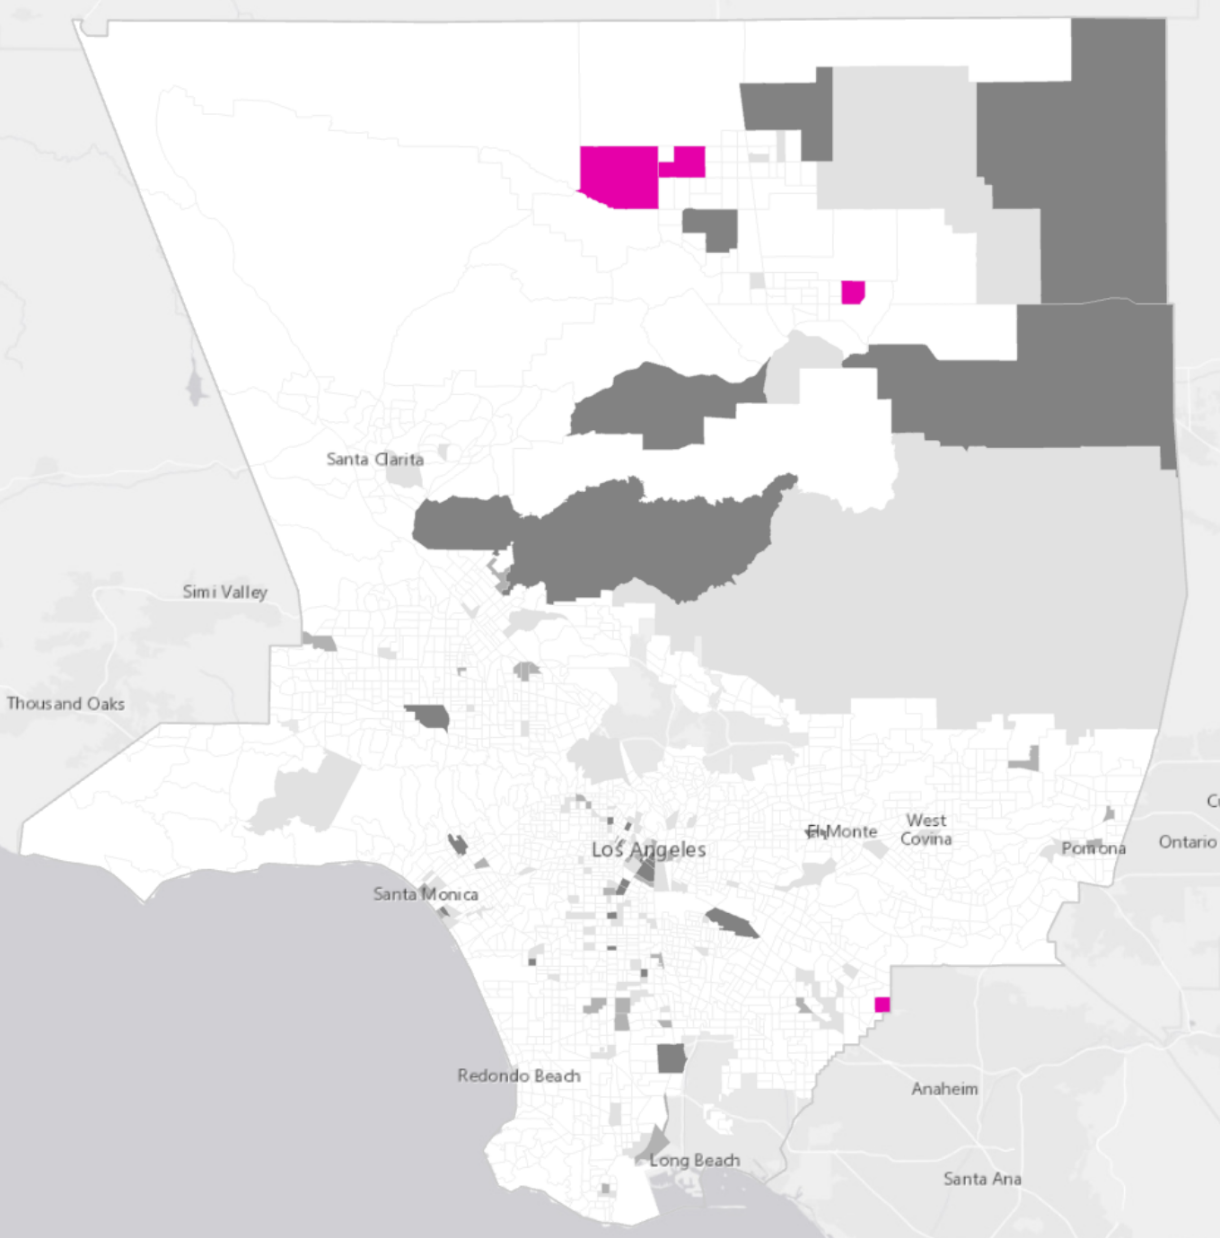 Santa Clarita
Simi Valley
Thousand Oaks
El Monte
West
Covina
Los Angeles
Pomona
Ontario
Santa Monica
Redondo Beach
Anaheim
Long Beach
Santa Ana